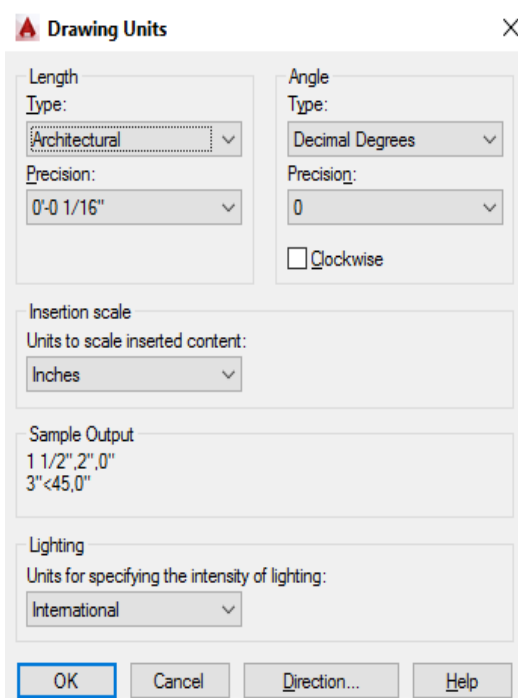 Drawing Units
Length
Type:
Architectural
Precision:
0'-0 1/16"
Angle
Type:
Decimal Degrees
Precision:
0
Clockwise
Insertion scale
Units to scale inserted content:
Inches
Sample Output
1 1/2",2",0"
3"<45,0"
Lighting
Units for specifying the intensity of lighting:
International
OK Cancel Direction... Help